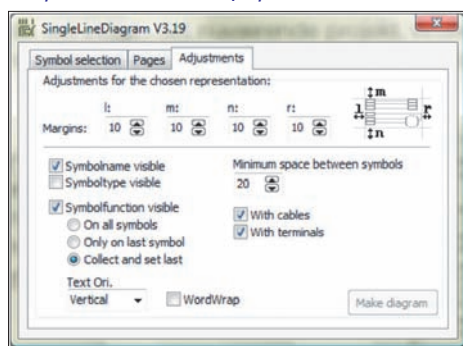 SingleLineDiagram V3.19
Symbol selection Pages Adjustments
Adjustments for the chosen representation:
l: m: n: r:
Margins: 10 10 10 10
m
l r
n
Symbolname visible
Symboltype visible
Symbolfunction visible
On all symbols
Only on last symbol
Collect and set last
Text Ori.
Vertical WordWrap
Minimum space between symbols
20
With cables
With terminals
Make diagram